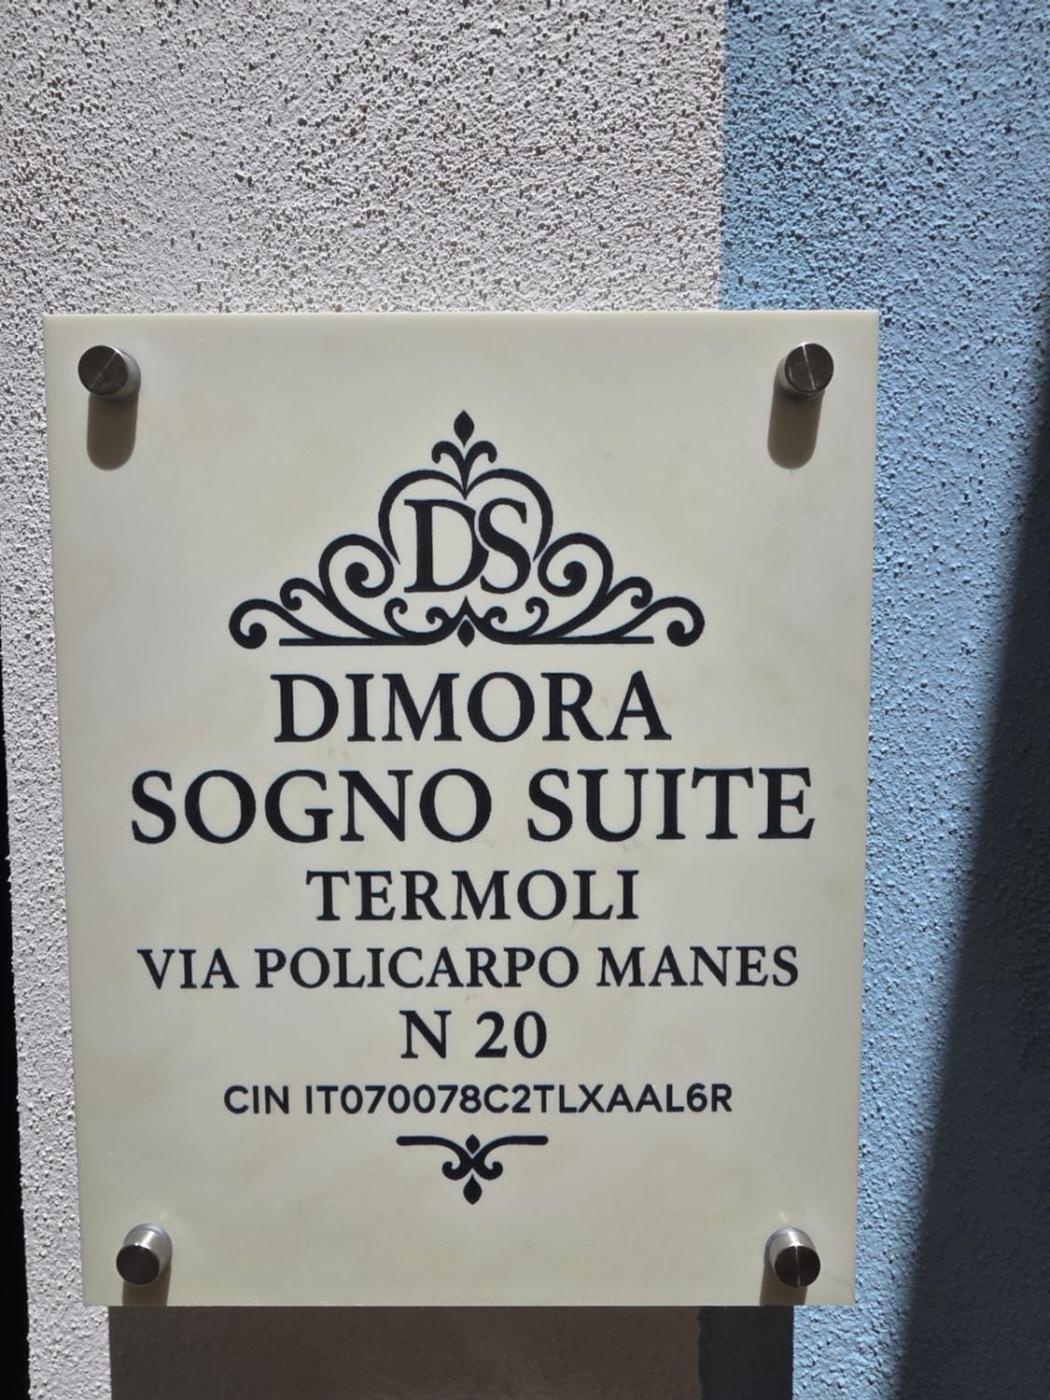 DS
DIMORA
SOGNO SUITE
TERMOLI
VIA POLICARPO MANES
N 20
CIN IT070078C2TLXAAL6R